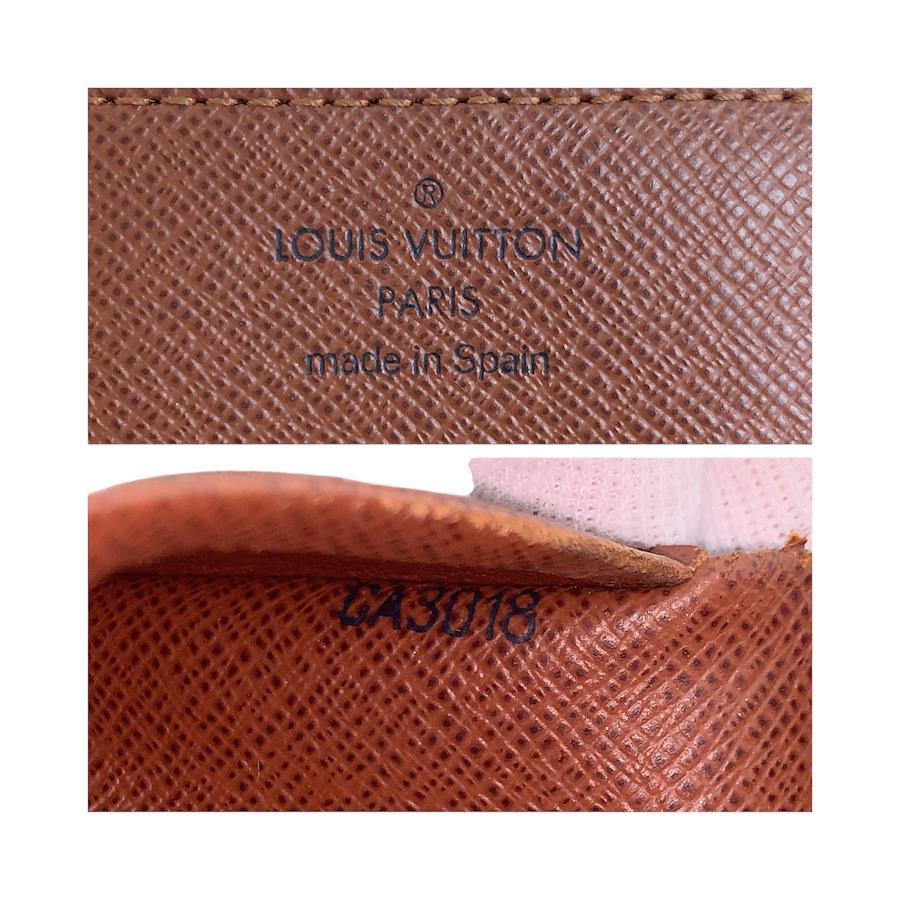 ®
LOUIS VUITTON
PARIS
made in Spain
CA3018